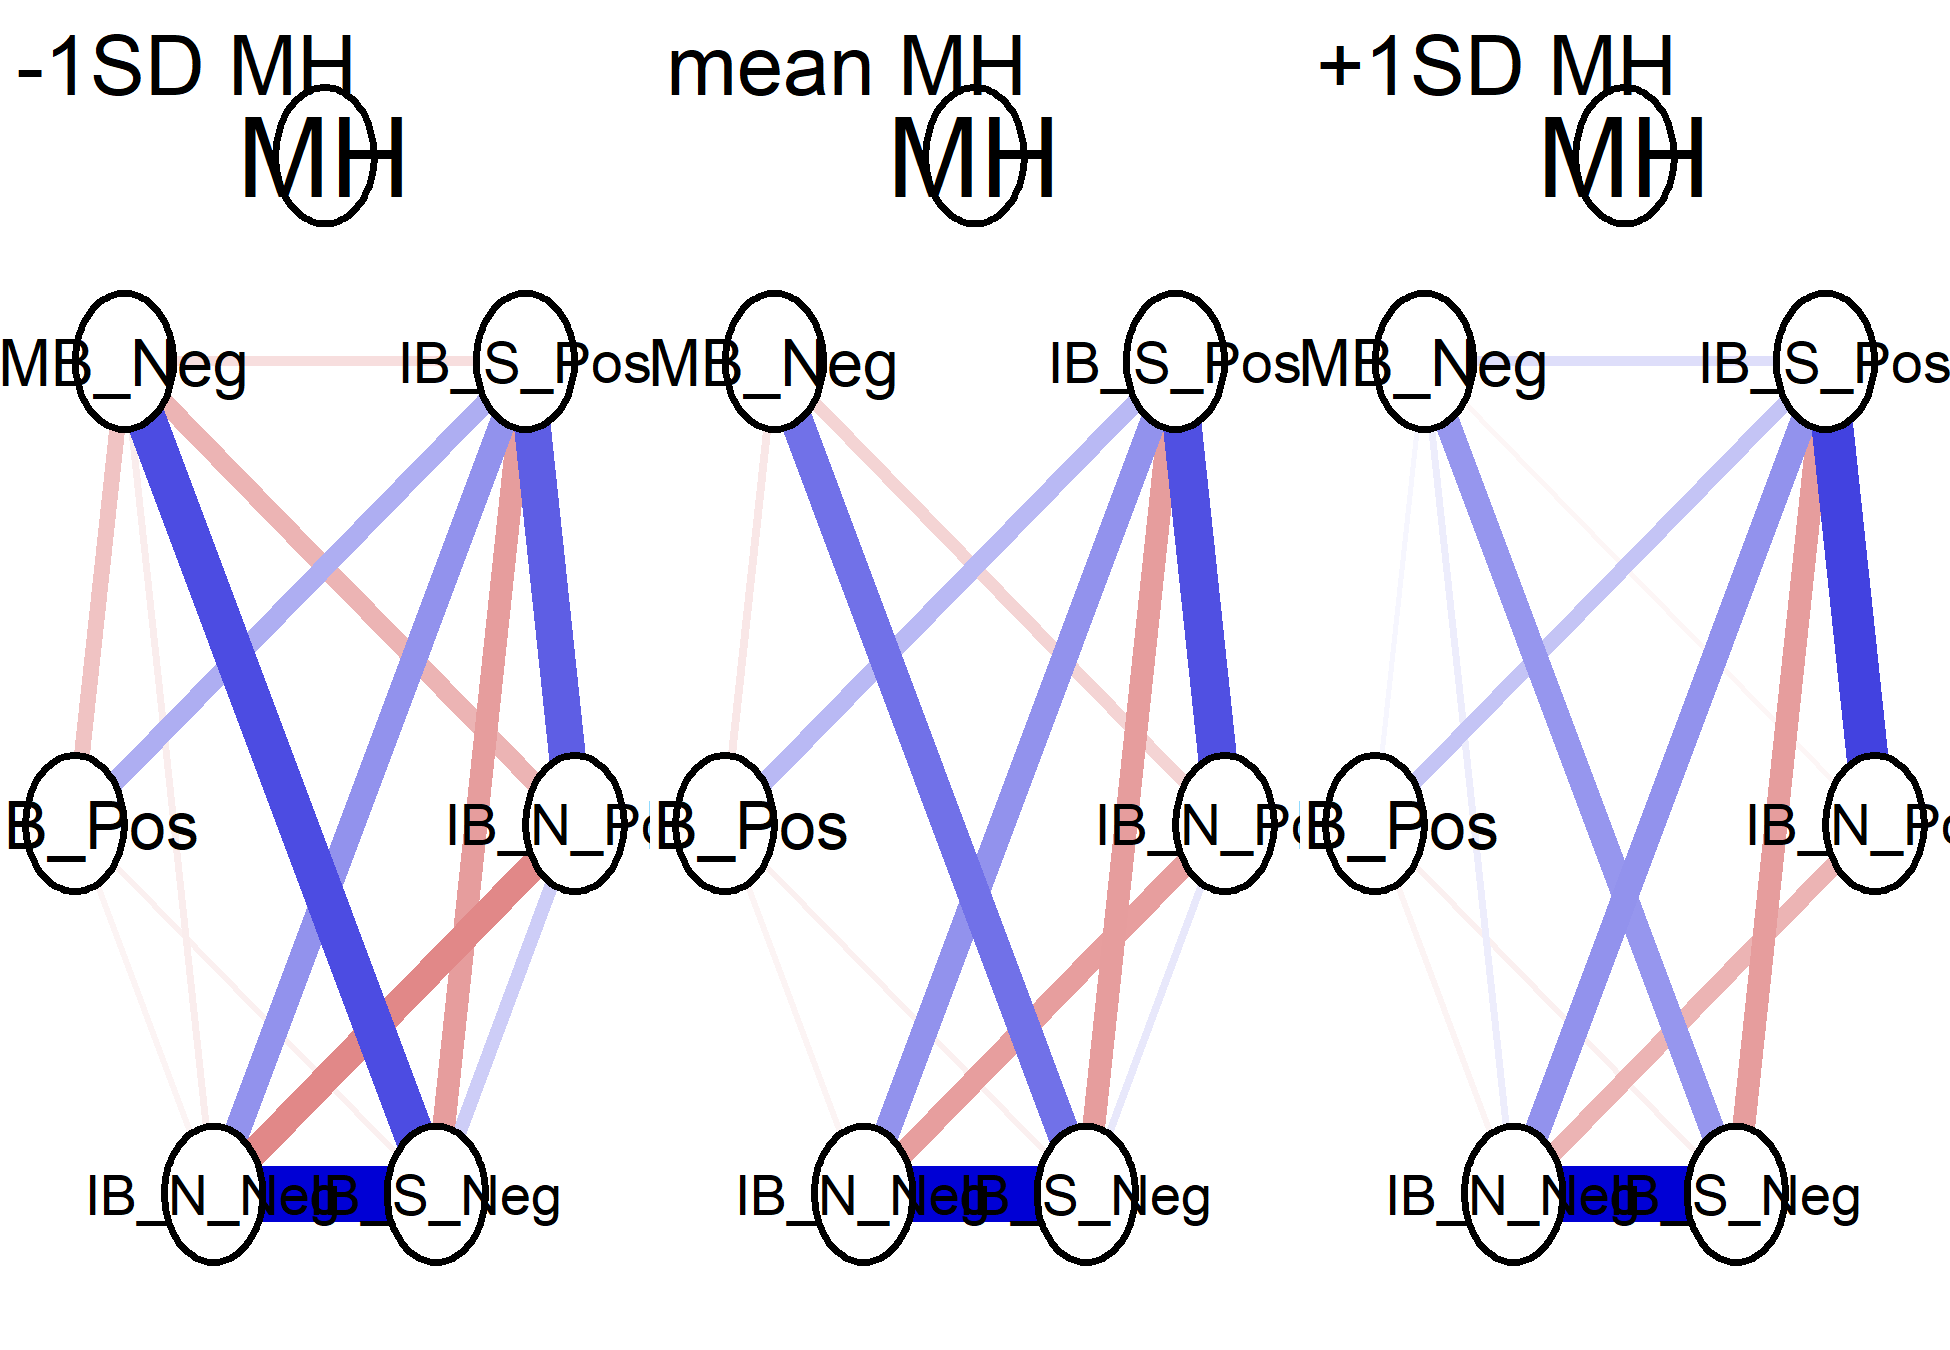 -1SD MH
mean MH
+1SD MH
MH
MH
MH
MB_Neg
IB_S_Pos
MB_Neg
IB_S_Pos
MB_Neg
IB_S_Pos
B_Pos
IB_N_Po
B_Pos
IB_N_Po
B_Pos
IB_N_Po
IB_N_Neg
IB_S_Neg
IB_N_Neg
IB_S_Neg
IB_N_Neg
IB_S_Neg